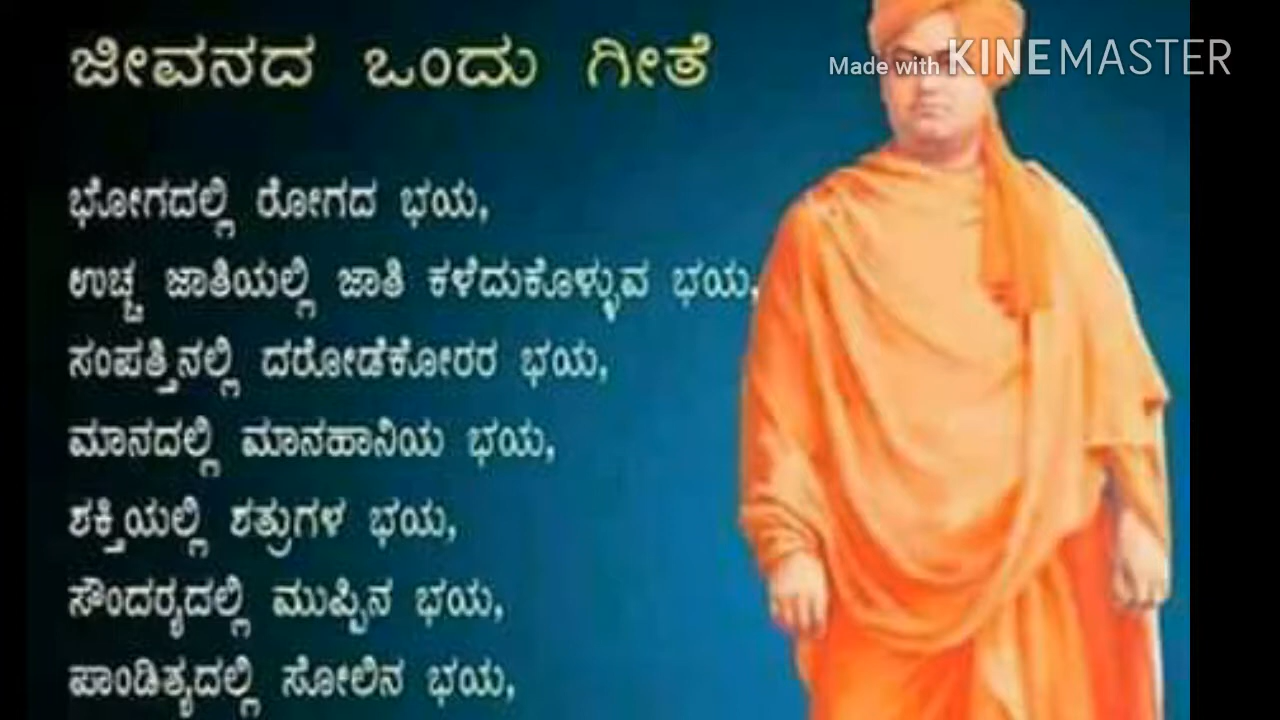 ಜೀವನದ ಒಂದು ಗೀತೆ
Made with KINEMASTER
ಭೋಗದಲ್ಲಿ ರೋಗದ ಭಯ,
ಉಚ್ಚ ಜಾತಿಯಲ್ಲಿ ಜಾತಿ ಕಳೆದುಕೊಳ್ಳುವ ಭಯ,
ಸಂಪತ್ತಿನಲ್ಲಿ ದರೋಡೆಕೋರರ ಭಯ,
ಮಾನದಲ್ಲಿ ಮಾನಹಾನಿಯ ಭಯ,
ಶಕ್ತಿಯಲ್ಲಿ ಶತ್ರುಗಳ ಭಯ,
ಸೌಂದರ‍್ಯದಲ್ಲಿ ಮುಪ್ಪಿನ ಭಯ,
ಪಾಂಡಿತ್ಯದಲ್ಲಿ ಸೋಲಿನ ಭಯ,